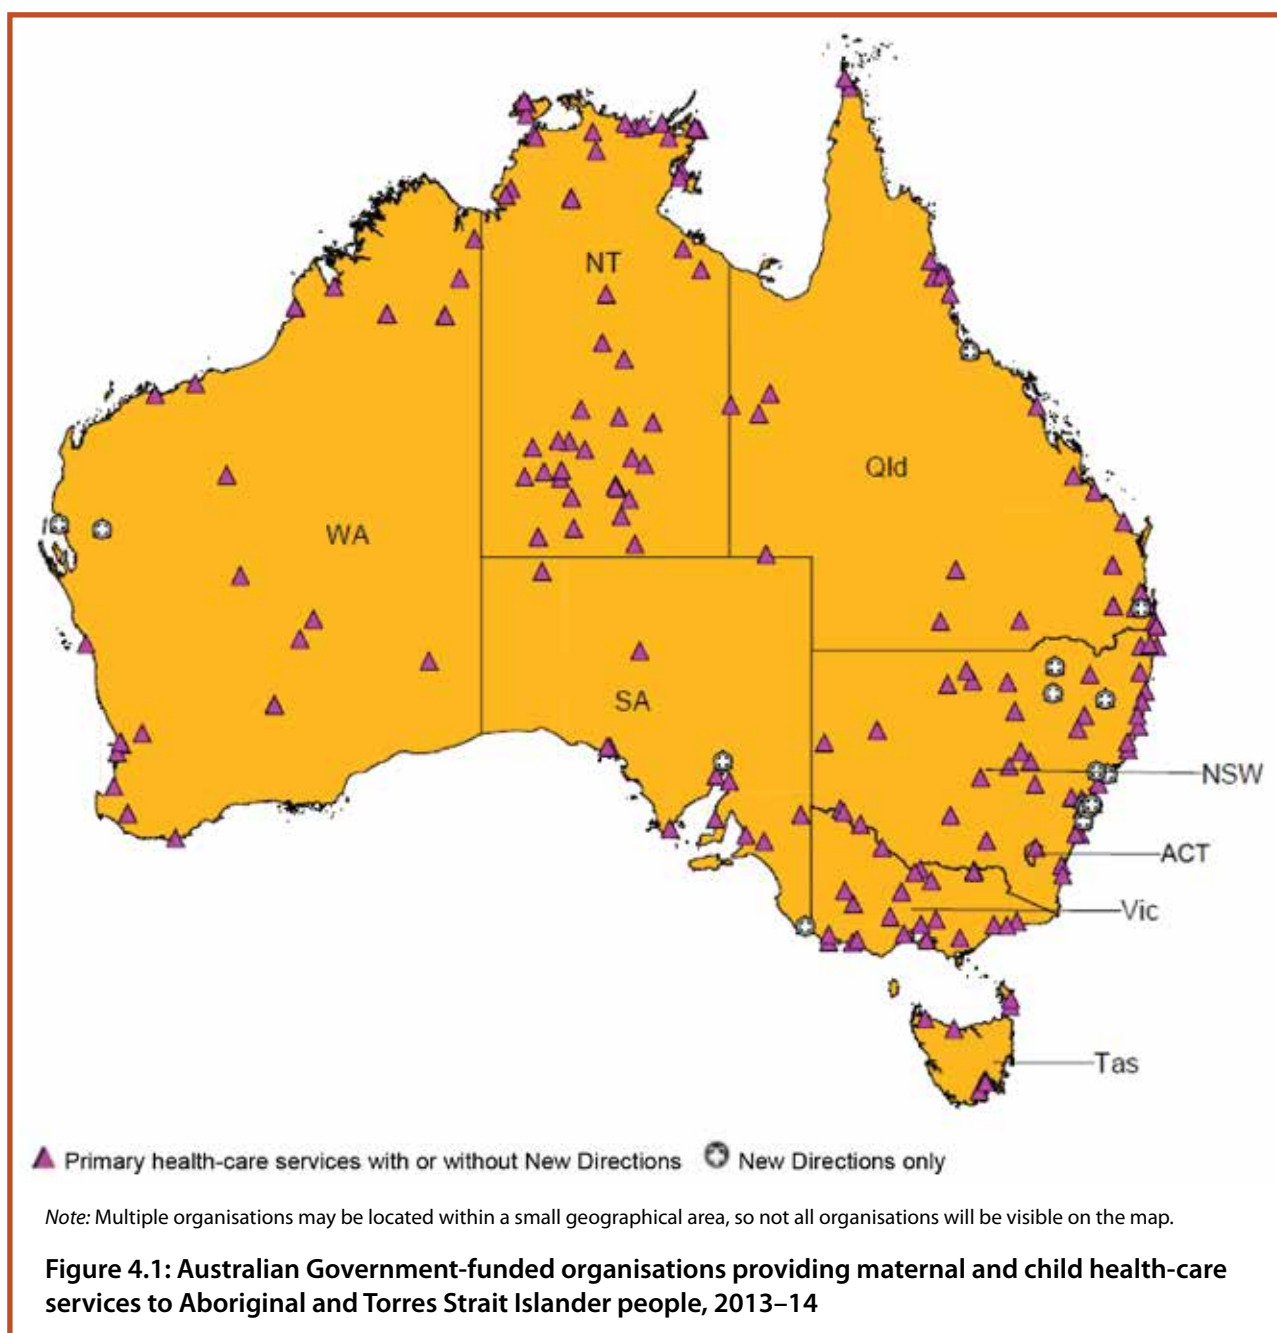 NT
Qld
WA
SA
NSW
ACT
Vic
Tas
Primary health-care services with or without New Directions New Directions only
Note: Multiple organisations may be located within a small geographical area, so not all organisations will be visible on the map.
Figure 4.1: Australian Government-funded organisations providing maternal and child health-care
services to Aboriginal and Torres Strait Islander people, 2013–14